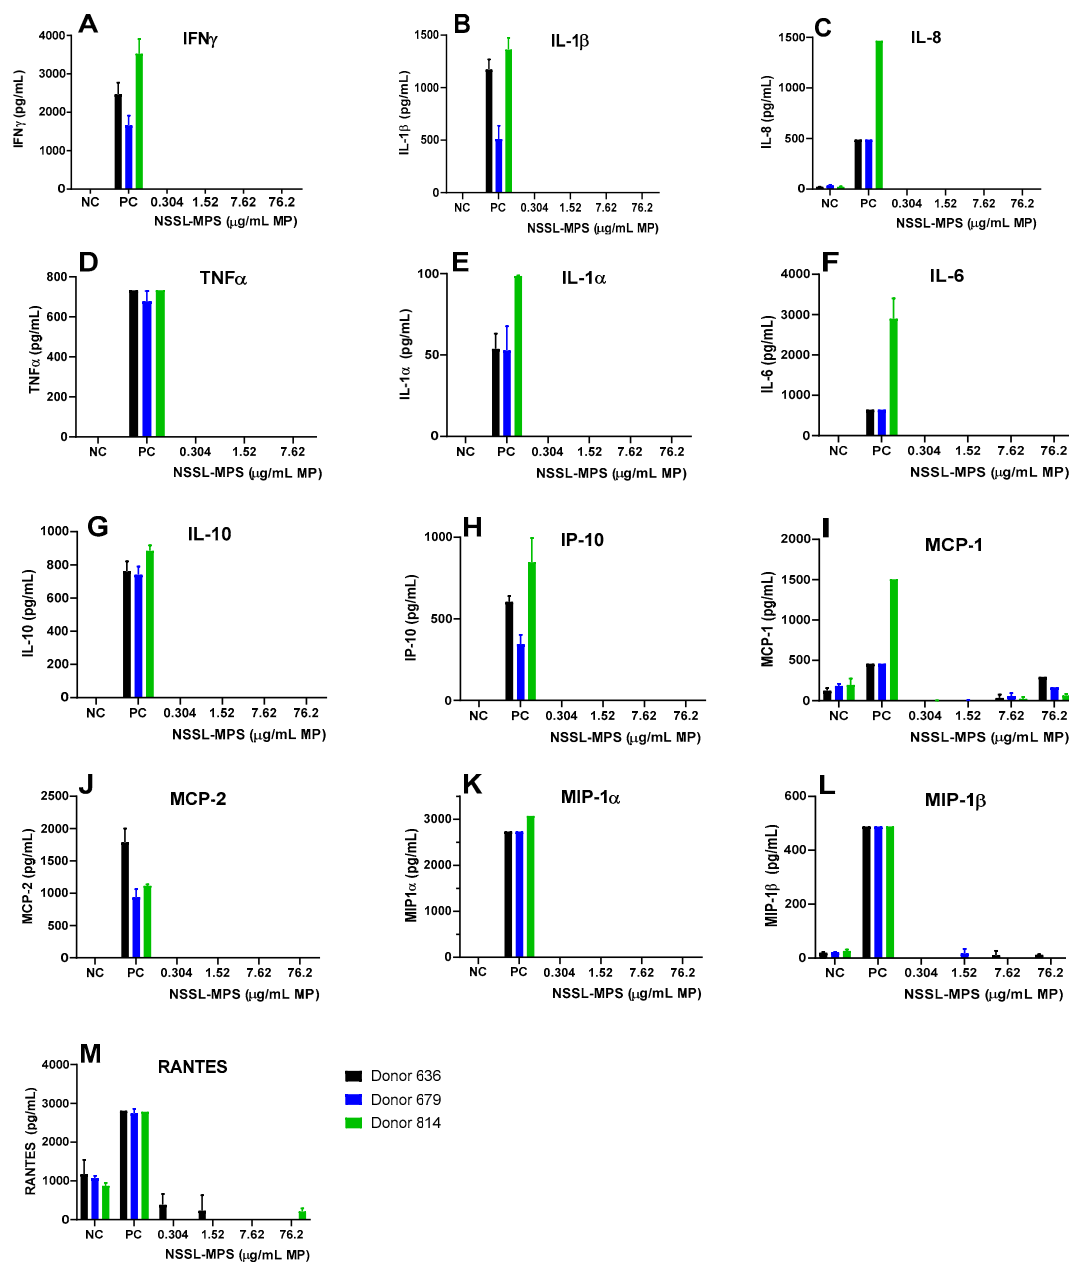 A
IFNγ
IFNγ (pg/mL)
4000
3000
2000
1000
0
NC PC 0.304 1.52 7.62 76.2
NSSL-MPS (μg/mL MP)
B
IL-1β
IL-1β (pg/mL)
1500
1000
500
0
NC PC 0.304 1.52 7.62 76.2
NSSL-MPS (μg/mL MP)
C
IL-8
IL-8 (pg/mL)
1500
1000
500
0
NC PC 0.304 1.52 7.62 76.2
NSSL-MPS (μg/mL MP)
D
TNFα
TNFα (pg/mL)
800
600
400
200
0
NC PC 0.304 1.52 7.62
NSSL-MPS (μg/mL MP)
E
IL-1α
IL-1α (pg/mL)
100
50
0
NC PC 0.304 1.52 7.62 76.2
NSSL-MPS (μg/mL MP)
F
IL-6
IL-6 (pg/mL)
4000
3000
2000
1000
0
NC PC 0.304 1.52 7.62 76.2
NSSL-MPS (μg/mL MP)
G
IL-10
IL-10 (pg/mL)
1000
800
600
400
200
0
NC PC 0.304 1.52 7.62 76.2
NSSL-MPS (μg/mL MP)
H
IP-10
IP-10 (pg/mL)
1000
500
0
NC PC 0.304 1.52 7.62 76.2
NSSL-MPS (μg/mL MP)
I
MCP-1
MCP-1 (pg/mL)
2000
1500
1000
500
0
NC PC 0.304 1.52 7.62 76.2
NSSL-MPS (μg/mL MP)
J
MCP-2
MCP-2 (pg/mL)
2500
2000
1500
1000
500
0
NC PC 0.304 1.52 7.62 76.2
NSSL-MPS (μg/mL MP)
K
MIP-1α
MIP1α (pg/mL)
3000
2000
1000
0
NC PC 0.304 1.52 7.62 76.2
NSSL-MPS (μg/mL MP)
L
MIP-1β
MIP-1β (pg/mL)
600
400
200
0
NC PC 0.304 1.52 7.62 76.2
NSSL-MPS (μg/mL MP)
M
RANTES
RANTES (pg/mL)
4000
3000
2000
1000
0
NC PC 0.304 1.52 7.62 76.2
NSSL-MPS (μg/mL MP)
Donor 636
Donor 679
Donor 814